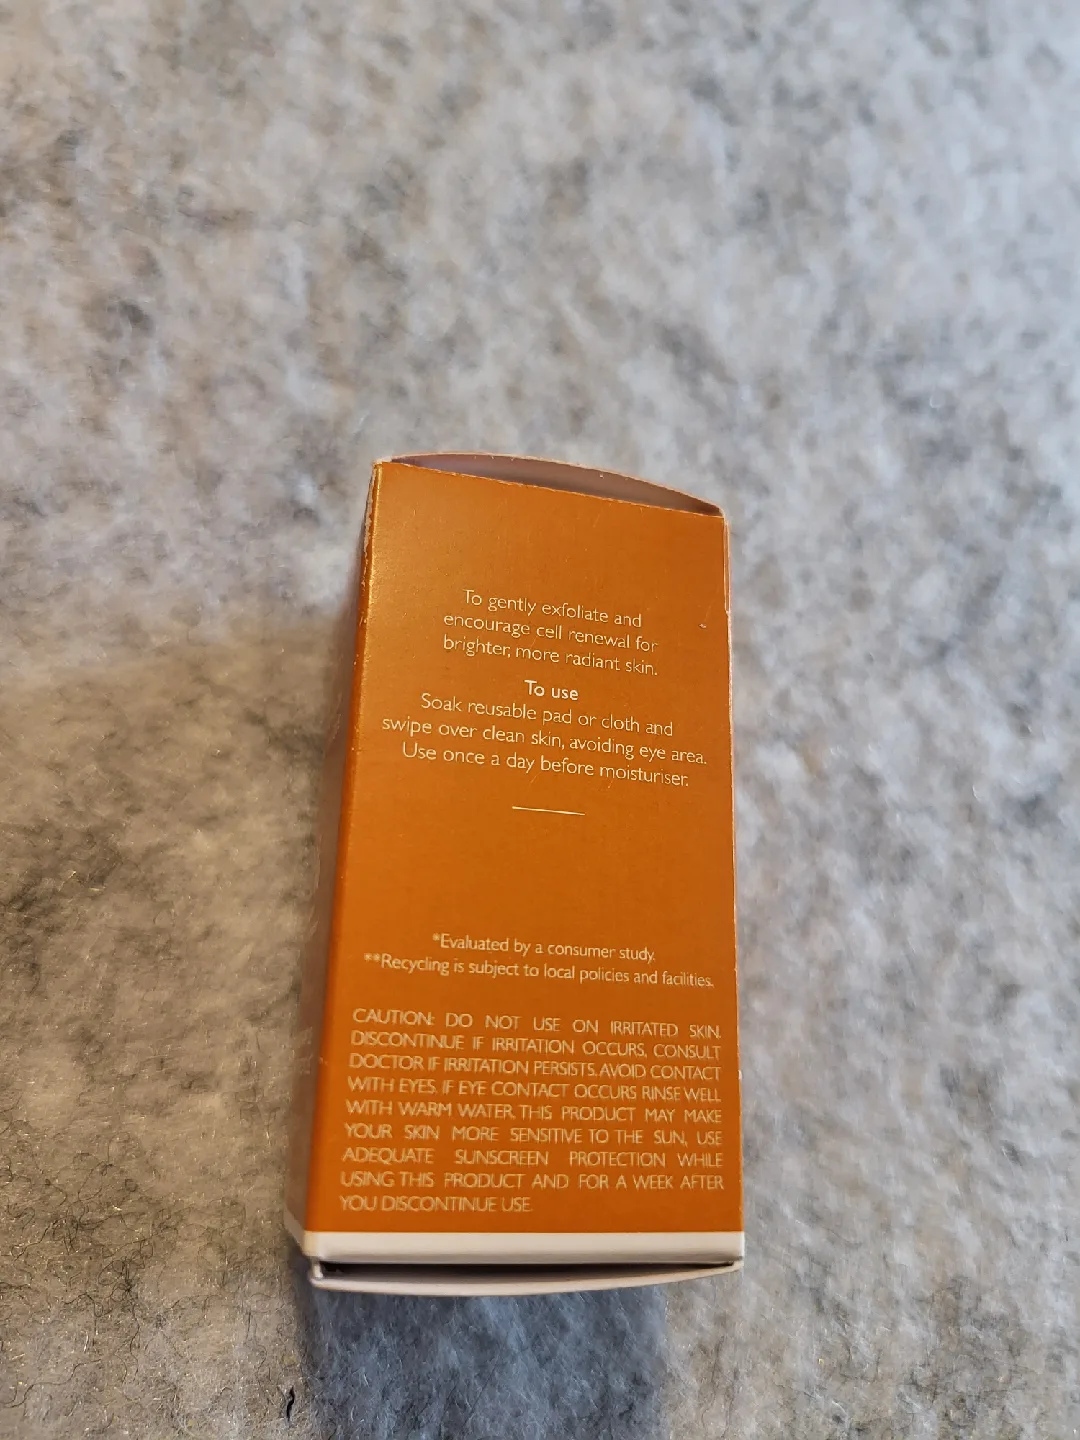 To gently exfoliate and
encourage cell renewal for
brighter, more radiant skin.
To use
Soak reusable pad or cloth and
swipe over clean skin, avoiding eye area.
Use once a day before moisturiser.
*Evaluated by a consumer study.
**Recycling is subject to local policies and facilities.
CAUTION: DO NOT USE ON IRRITATED SKIN.
DISCONTINUE IF IRRITATION OCCURS, CONSULT
DOCTOR IF IRRITATION PERSISTS. AVOID CONTACT
WITH EYES. IF EYE CONTACT OCCURS RINSE WELL
WITH WARM WATER. THIS PRODUCT MAY MAKE
YOUR SKIN MORE SENSITIVE TO THE SUN, USE
ADEQUATE SUNSCREEN PROTECTION WHILE
USING THIS PRODUCT AND FOR A WEEK AFTER
YOU DISCONTINUE USE.